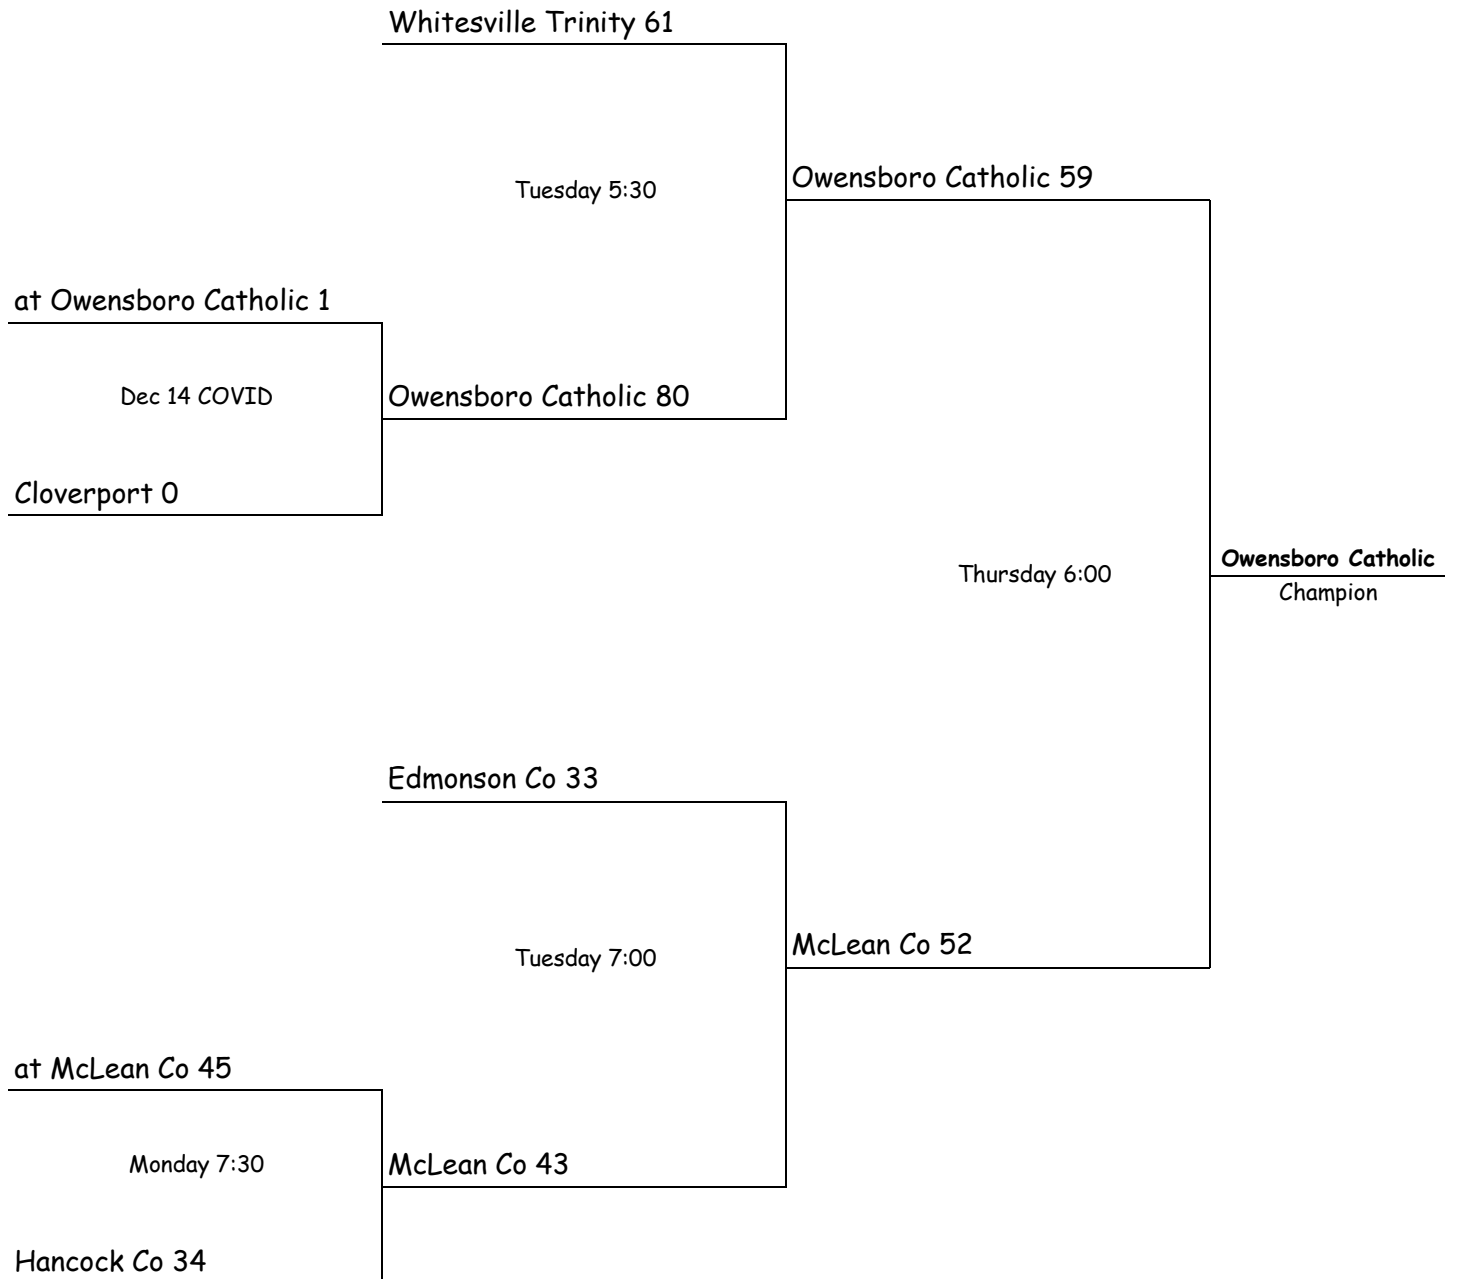 Whitesville Trinity 61
Tuesday 5:30
Owensboro Catholic 59
at Owensboro Catholic 1
Dec 14 COVID
Owensboro Catholic 80
Cloverport 0
Thursday 6:00
Owensboro Catholic
Champion
Edmonson Co 33
Tuesday 7:00
McLean Co 52
at McLean Co 45
Monday 7:30
McLean Co 43
Hancock Co 34